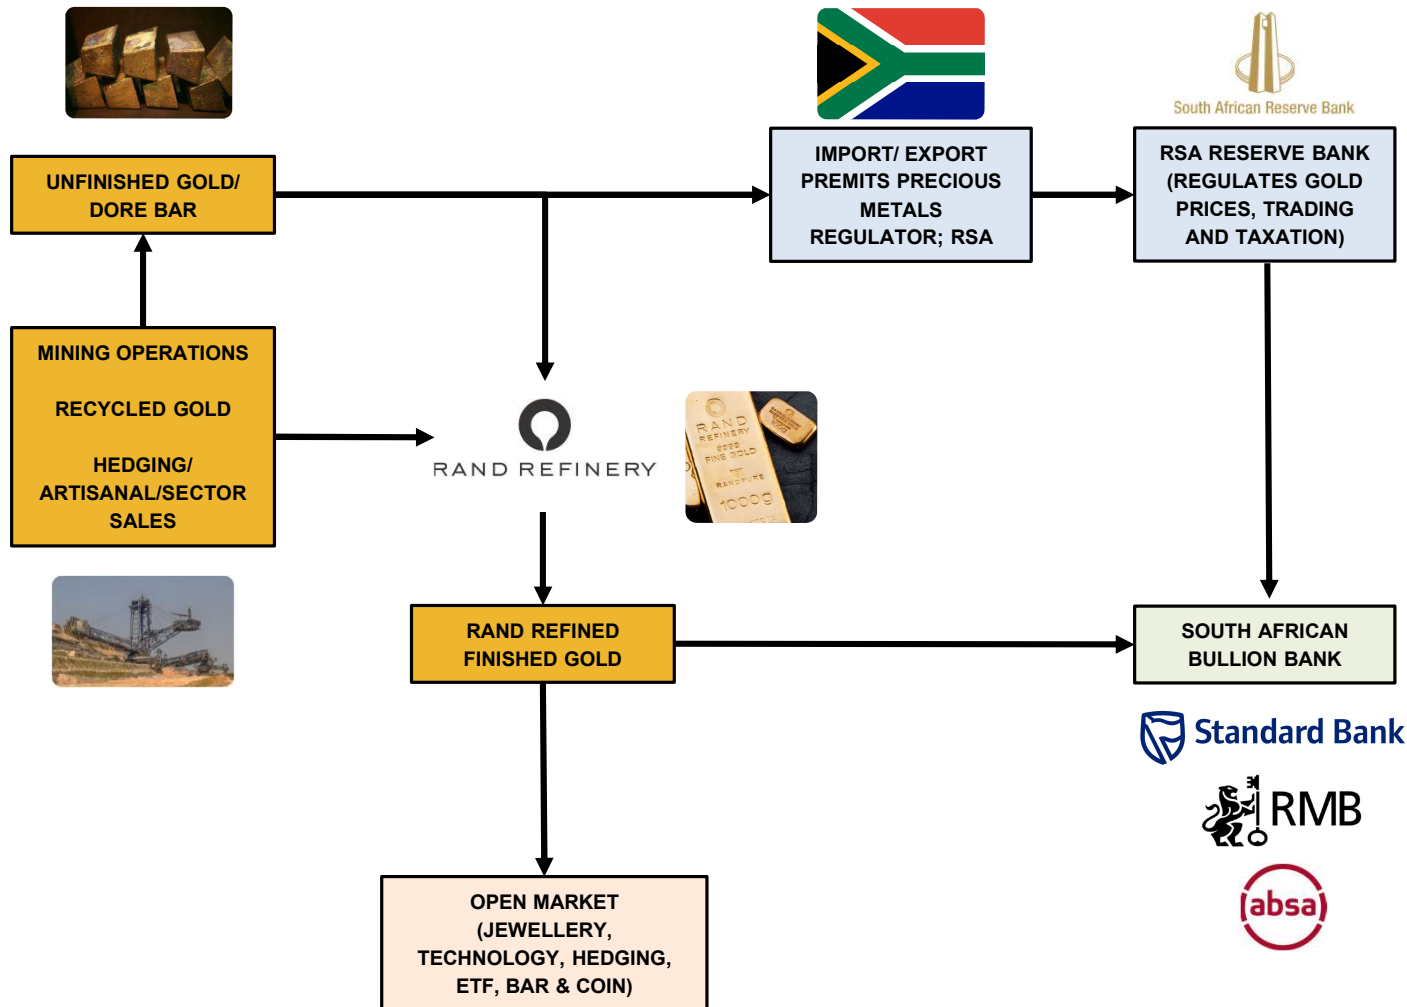 South African Reserve Bank
UNFINISHED GOLD/
DORE BAR
IMPORT/ EXPORT
PREMITS PRECIOUS
METALS
REGULATOR; RSA
RSA RESERVE BANK
(REGULATES GOLD
PRICES, TRADING
AND TAXATION)
MINING OPERATIONS
RECYCLED GOLD
HEDGING/
ARTISANAL/SECTOR
SALES
RAND REFINERY
RAND
REFINERY
9999
FINE GOLD
RANDPURE
1000g
RAND REFINED
FINISHED GOLD
SOUTH AFRICAN
BULLION BANK
Standard Bank
RMB
absa
OPEN MARKET
(JEWELLERY,
TECHNOLOGY, HEDGING,
ETF, BAR & COIN)